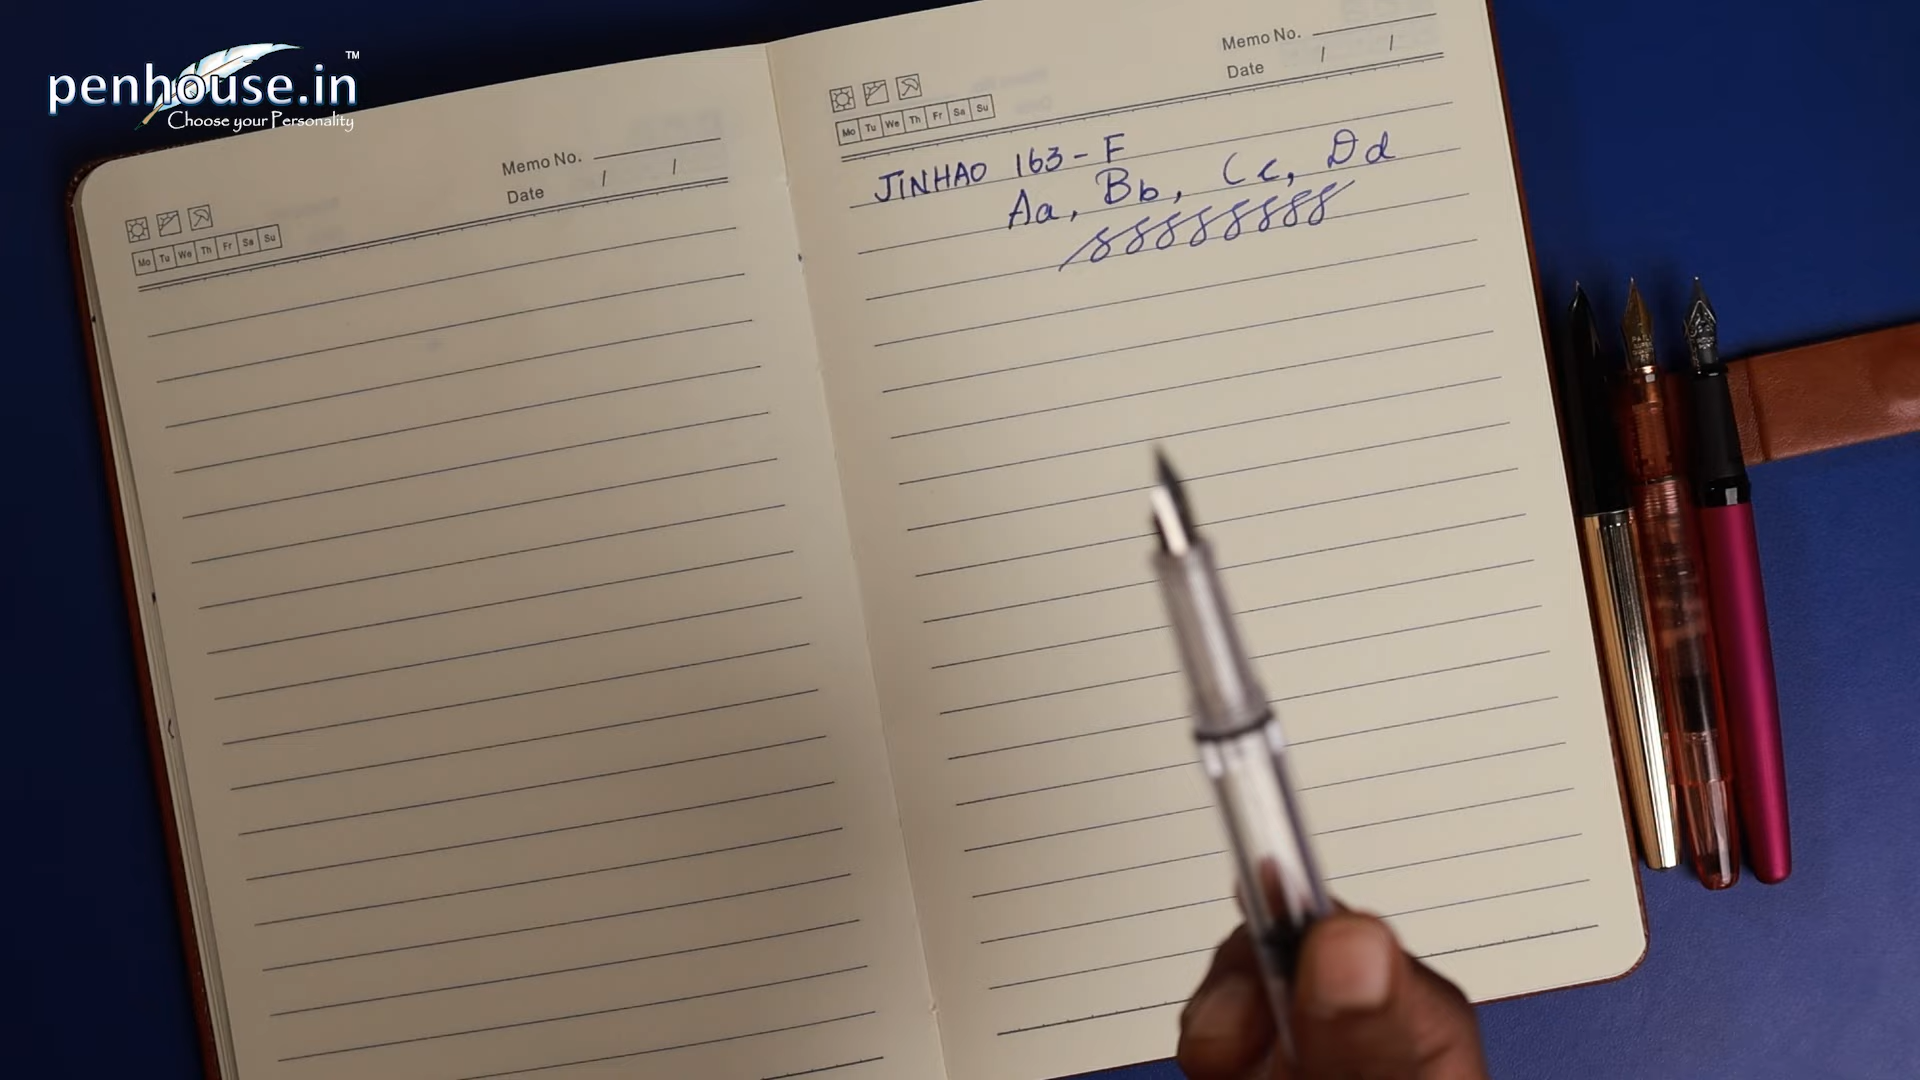 penhouse.in™
Choose your Personality
Memo No.
Date / /
Mo Tu We Th Fr Sa Su
Memo No.
Date / /
Mo Tu We Th Fr Sa Su
JINHAO 163 - F
Aa, Bb, Cc, Dd